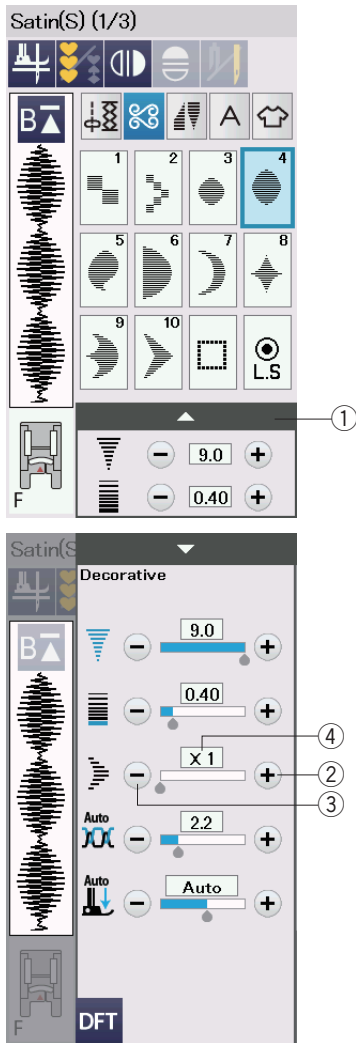 Satin(S) (1/3)
B
A
1 2 3 4
5 6 7 8
9 10
L.S
①
9.0
F
0.40
Satin(S
Decorative
B
9.0
0.40
④
X 1
②
③
Auto
2.2
Auto
Auto
F
DFT